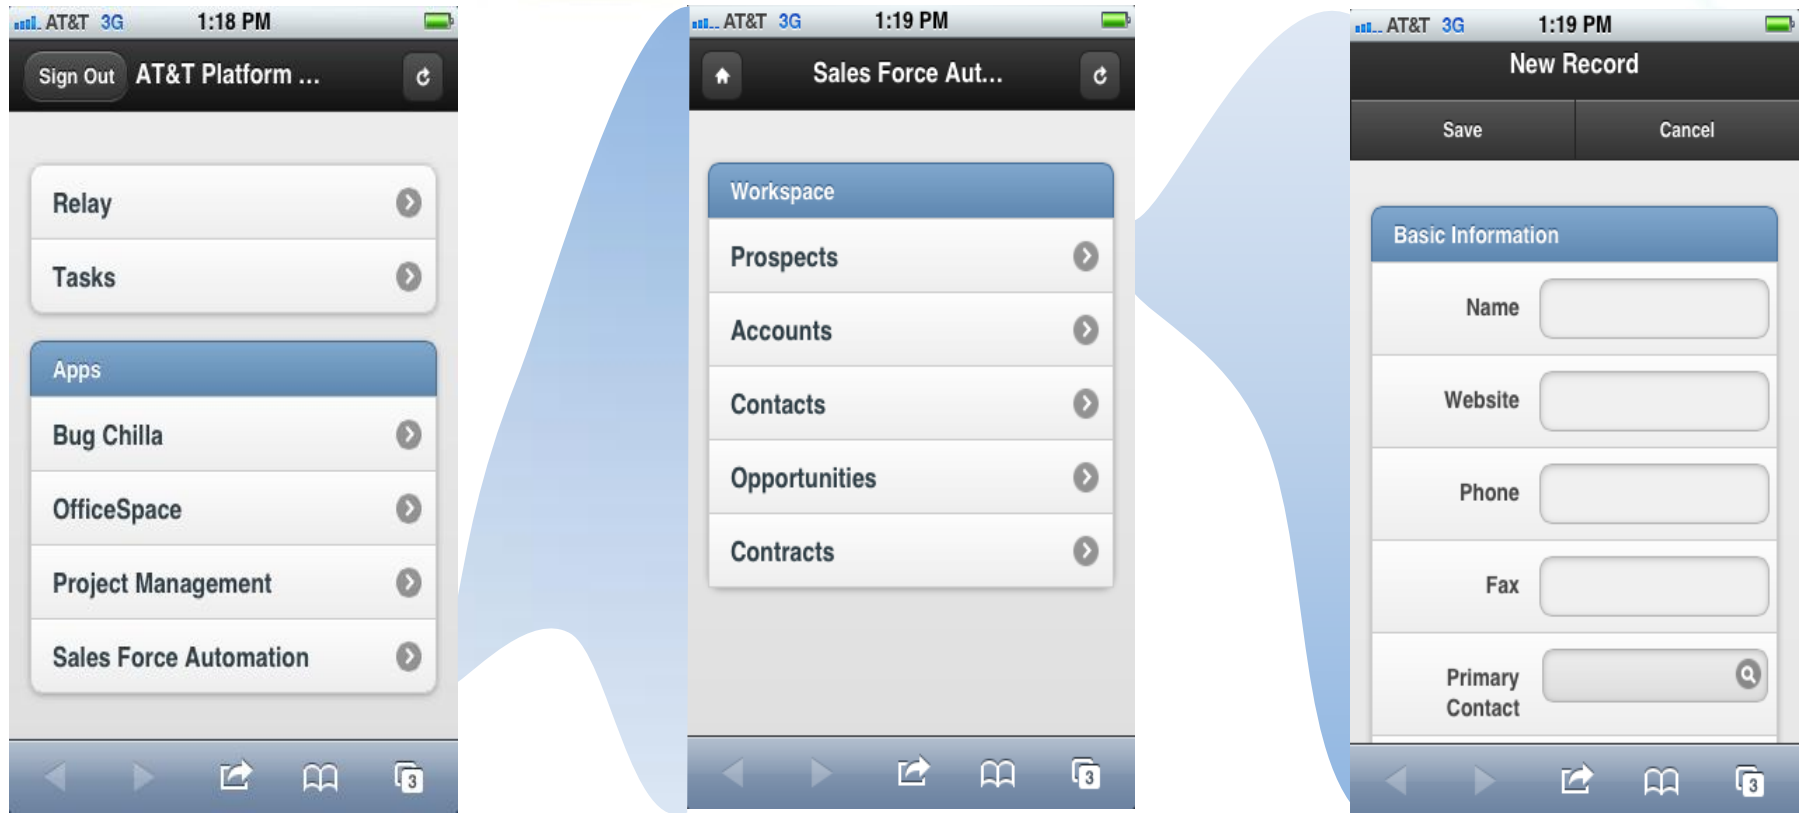 AT&T 3G 1:18 PM
Sign Out AT&T Platform ...
Relay
Tasks
Apps
Bug Chilla
OfficeSpace
Project Management
Sales Force Automation
3
AT&T 3G 1:19 PM
Sales Force Aut...
Workspace
Prospects
Accounts
Contacts
Opportunities
Contracts
3
AT&T 3G 1:19 PM
New Record
Save Cancel
Basic Information
Name
Website
Phone
Fax
Primary
Contact
3